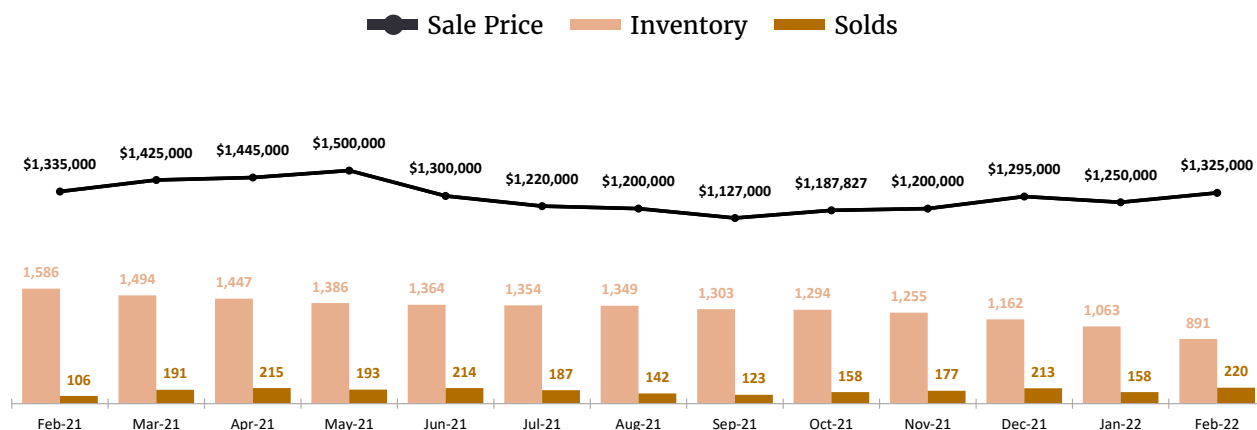 Sale Price Inventory Solds
$1,335,000 $1,425,000 $1,445,000 $1,500,000 $1,300,000 $1,220,000 $1,200,000 $1,127,000 $1,187,827 $1,200,000 $1,295,000 $1,250,000 $1,325,000
1,586 1,494 1,447 1,386 1,364 1,354 1,349 1,303 1,294 1,255 1,162 1,063 891
106 191 215 193 214 187 142 123 158 177 213 158 220
Feb-21 Mar-21 Apr-21 May-21 Jun-21 Jul-21 Aug-21 Sep-21 Oct-21 Nov-21 Dec-21 Jan-22 Feb-22